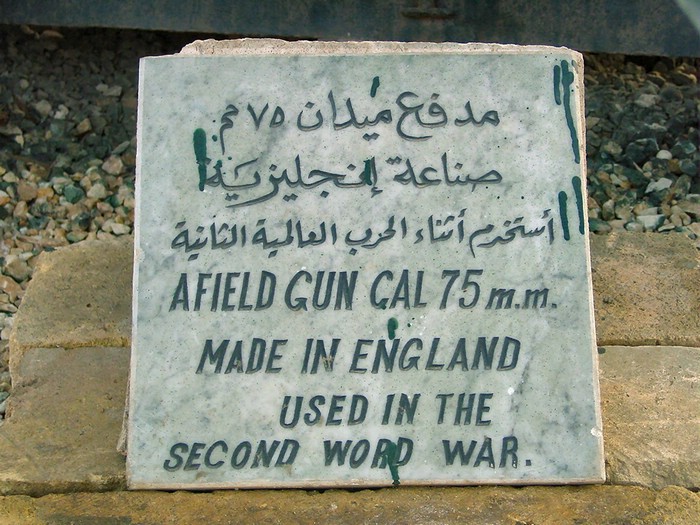 مدفع ميدان ٧٥ مم
صناعة إنجليزية
أستخدم أثناء الحرب العالمية الثانية
AFIELD GUN CAL 75 m.m.
MADE IN ENGLAND
USED IN THE
SECOND WORD WAR.